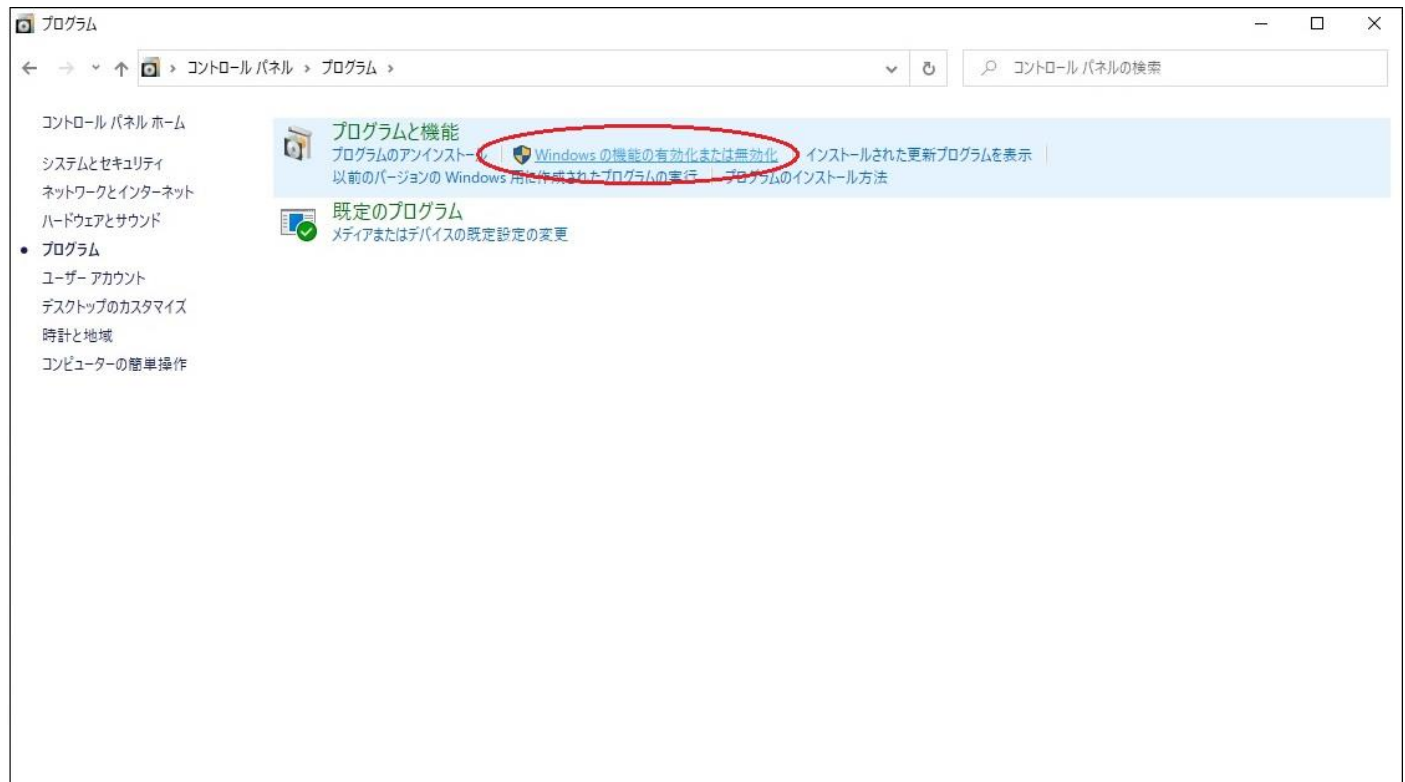 プログラム
コントロール パネル › プログラム ›
コントロール パネルの検索
コントロール パネル ホーム
システムとセキュリティ
ネットワークとインターネット
ハードウェアとサウンド
プログラム
ユーザー アカウント
デスクトップのカスタマイズ
時計と地域
コンピューターの簡単操作
プログラムと機能
プログラムのアンインストール Windows の機能の有効化または無効化 インストールされた更新プログラムを表示
以前のバージョンの Windows 用に作成されたプログラムの実行 プログラムのインストール方法
既定のプログラム
メディアまたはデバイスの既定設定の変更